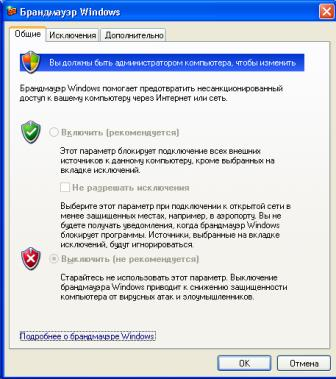 Брандмауэр Windows
Общие Исключения Дополнительно
Вы должны быть администратором компьютера, чтобы изменить
Брандмауэр Windows помогает предотвратить несанкционированный
доступ к вашему компьютеру через Интернет или сеть.
Включить (рекомендуется)
Этот параметр блокирует подключение всех внешних
источников к данному компьютеру, кроме выбранных на
вкладке исключений.
Не разрешать исключения
Выберите этот параметр при подключении к открытой сети в
менее защищенных местах, например, в аэропорту. Вы не
будете получать уведомления, когда брандмауэр Windows
блокирует программы. Источники, выбранные на вкладке
исключений, будут игнорироваться.
Выключить (не рекомендуется)
Старайтесь не использовать этот параметр. Выключение
брандмауэра Windows приводит к снижению защищенности
компьютера от вирусных атак и злоумышленников.
Подробнее о брандмауэре Windows
OK Отмена